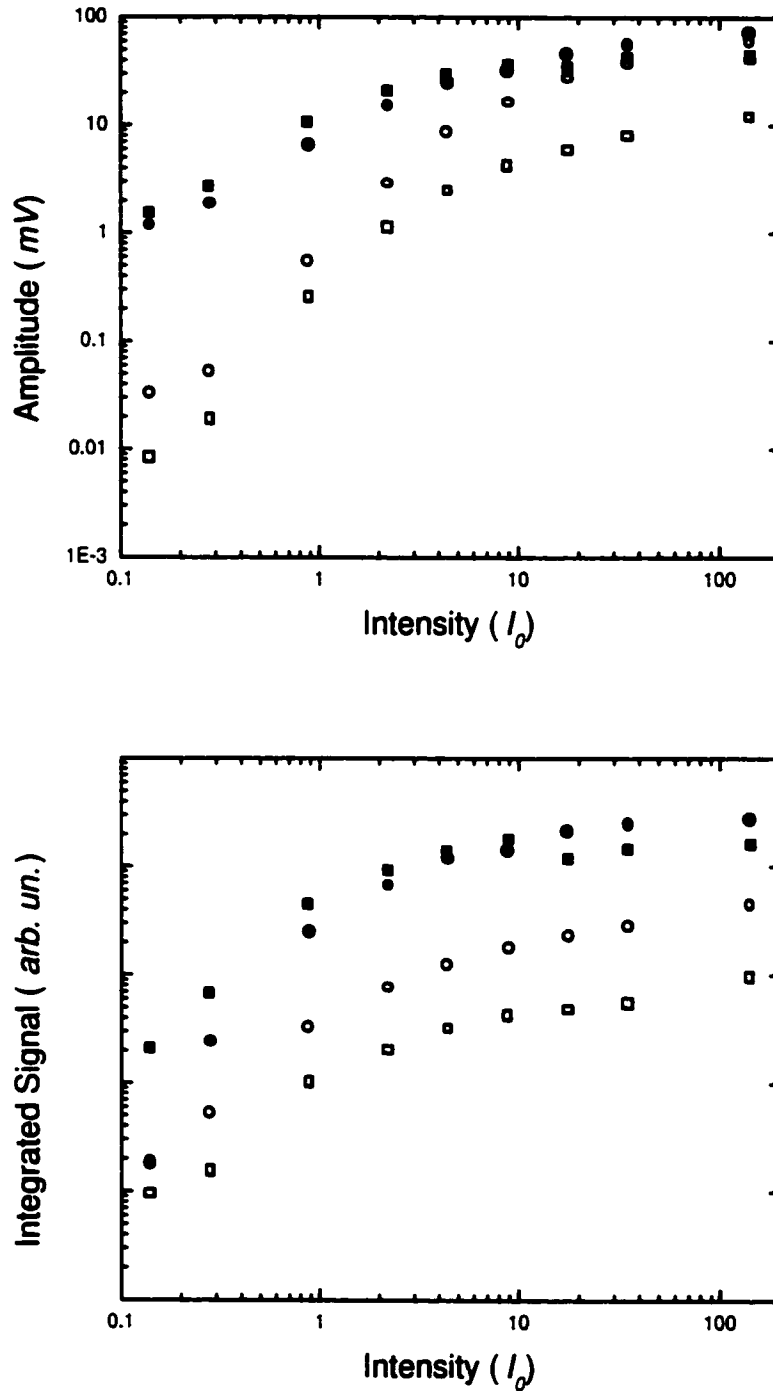 100
10
1
0.1
0.01
1E-3
Amplitude ( mV)
0.1 1 10 100
Intensity ( I0)
Integrated Signal ( arb. un.)
0.1 1 10 100
Intensity ( I0)